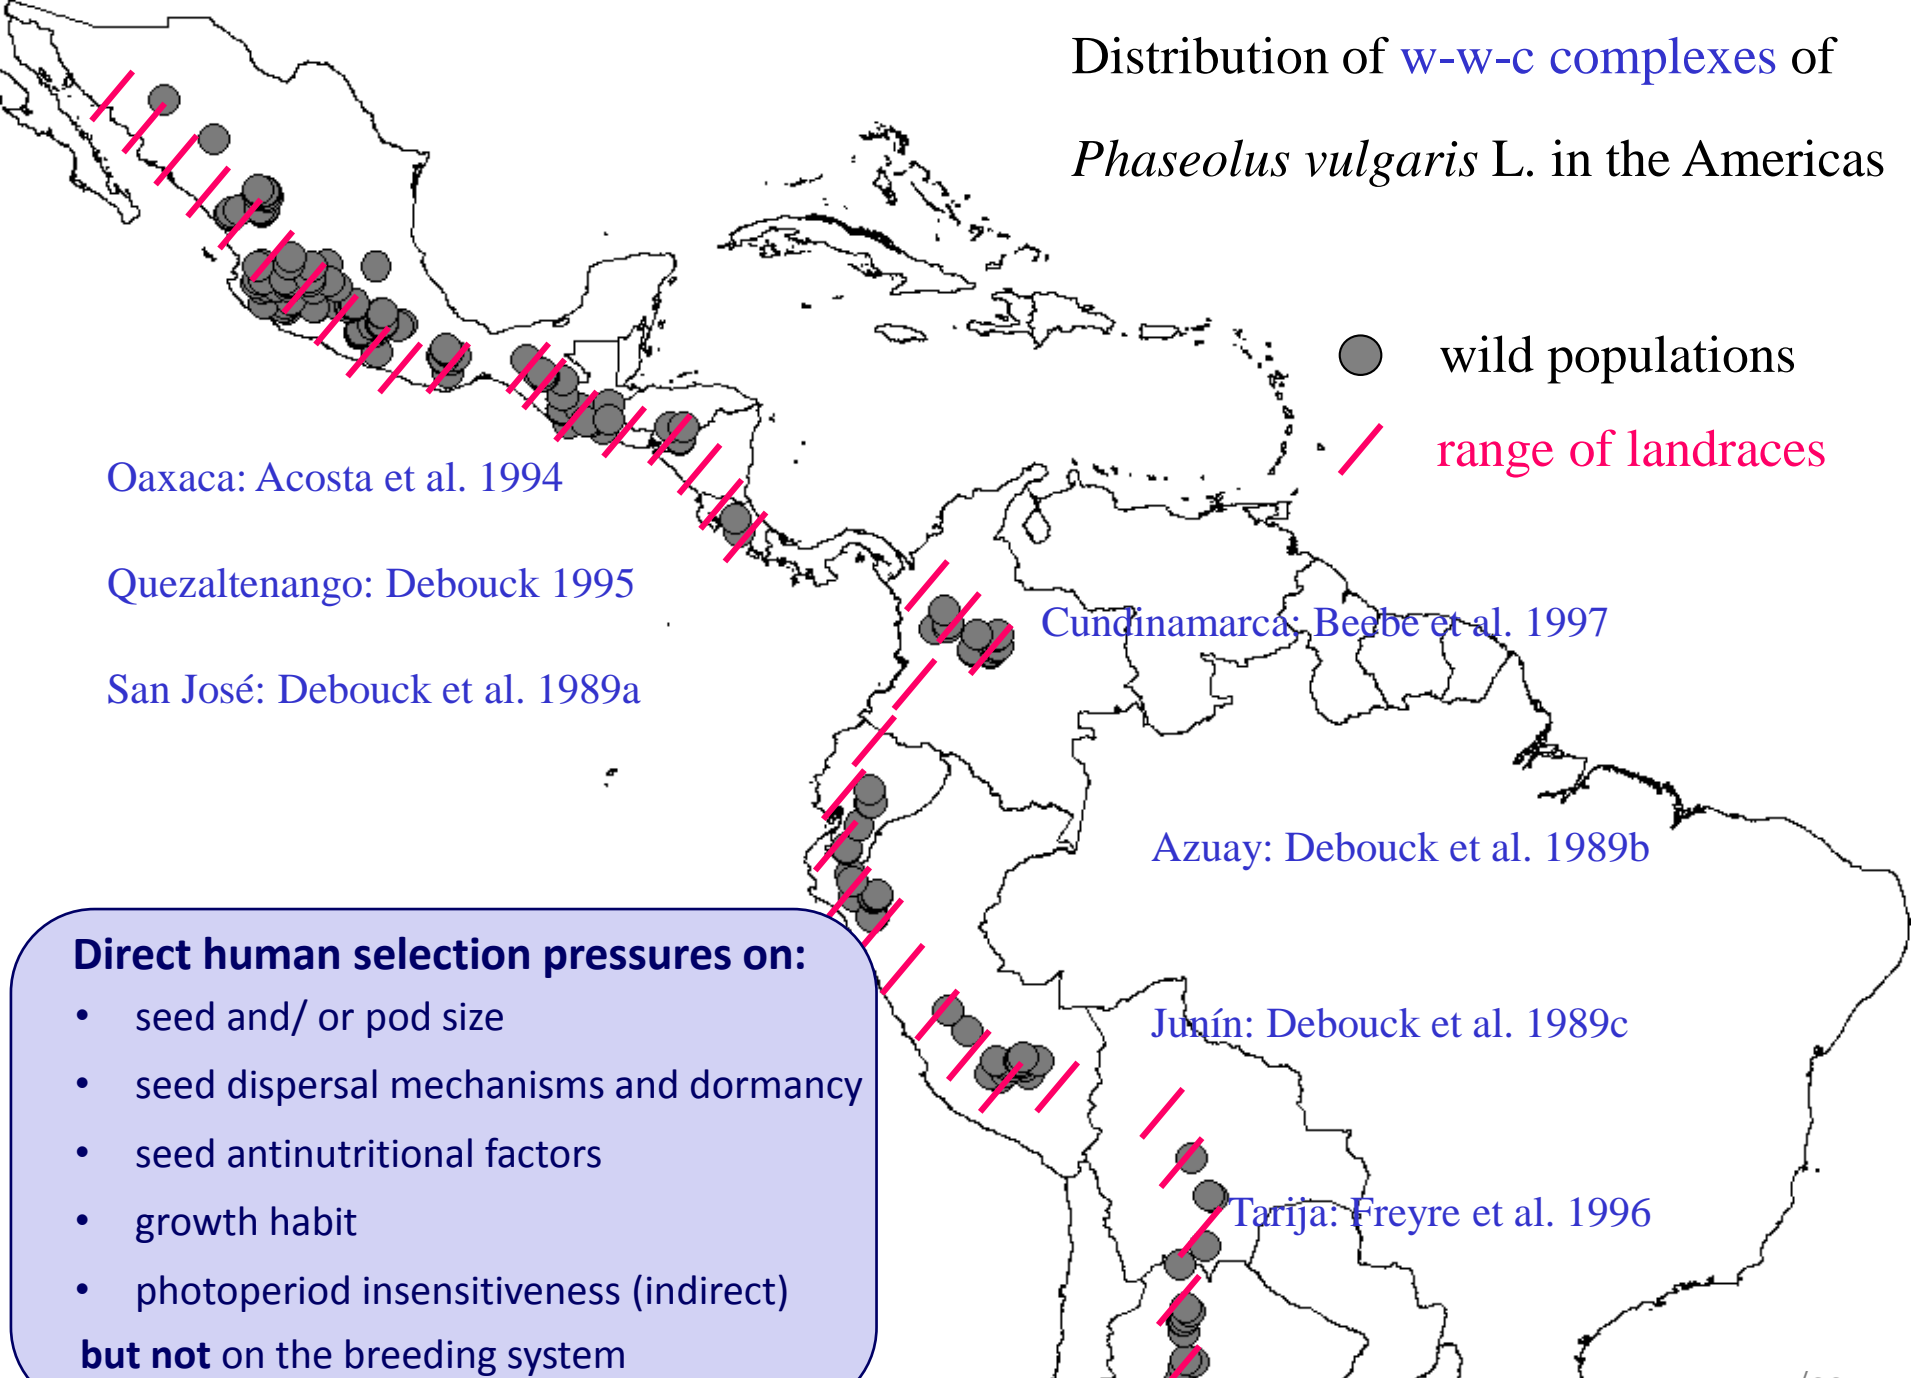 Distribution of w-w-c complexes of
Phaseolus vulgaris L. in the Americas
wild populations
range of landraces
Oaxaca: Acosta et al. 1994
Quezaltenango: Debouck 1995
San José: Debouck et al. 1989a
Cundinamarca: Beebe et al. 1997
Azuay: Debouck et al. 1989b
Junín: Debouck et al. 1989c
Tarija: Freyre et al. 1996
Direct human selection pressures on:
• seed and/ or pod size
• seed dispersal mechanisms and dormancy
• seed antinutritional factors
• growth habit
• photoperiod insensitiveness (indirect)
but not on the breeding system